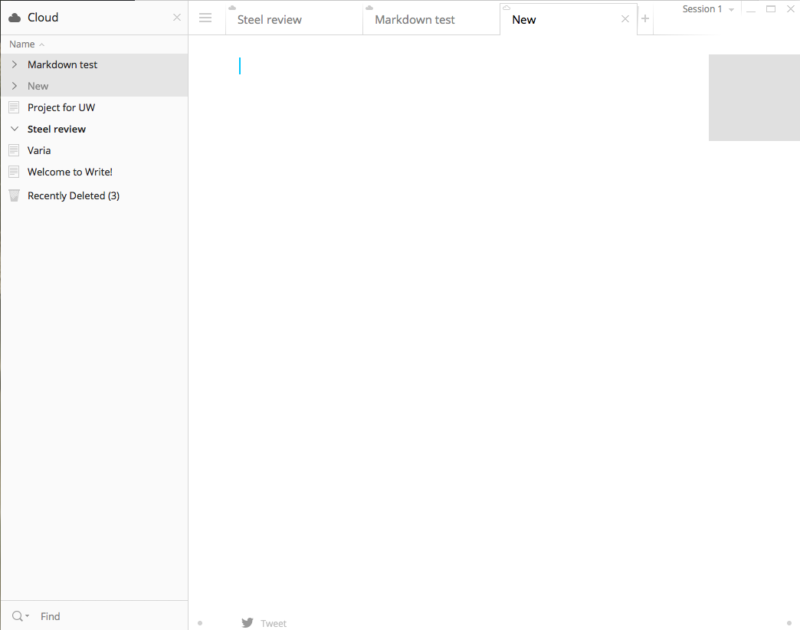 Cloud
Name
Markdown test
New
Project for UW
Steel review
Varia
Welcome to Write!
Recently Deleted (3)
Find
Steel review
Markdown test
New
Session 1
Tweet